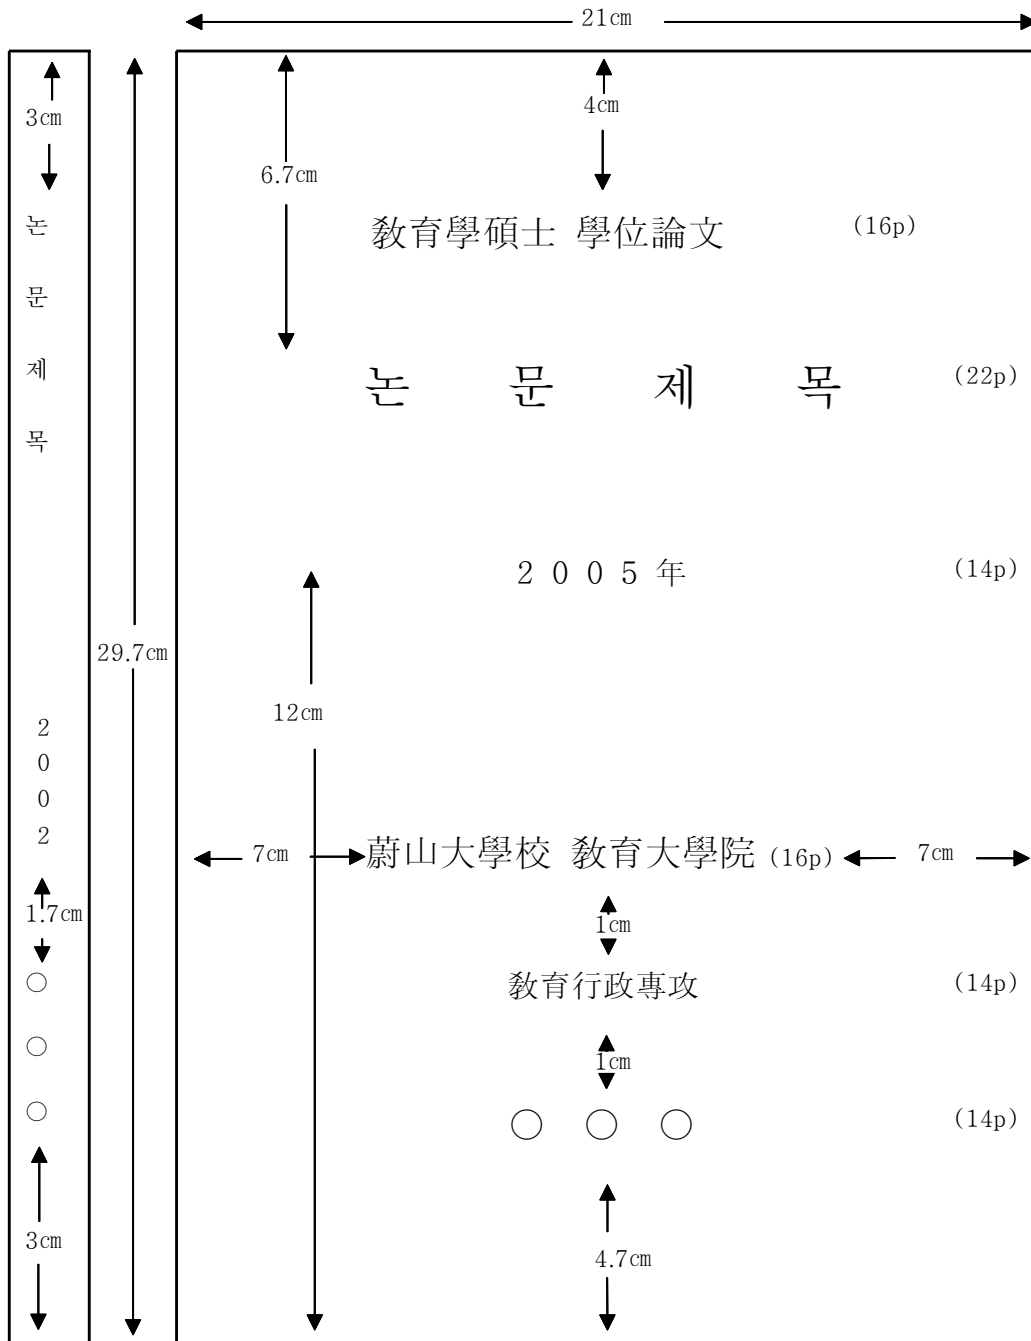 21㎝
3㎝
4㎝
6.7㎝
논
문
제
목
敎育學碩士 學位論文 (16p)
논 문 제 목 (22p)
２００５年 (14p)
29.7㎝
12㎝
2
0
0
2
7㎝ 蔚山大學校 敎育大學院 (16p) 7㎝
1.7㎝
1㎝
○
○
○
敎育行政專攻 (14p)
1㎝
○ ○ ○ (14p)
3㎝
4.7㎝